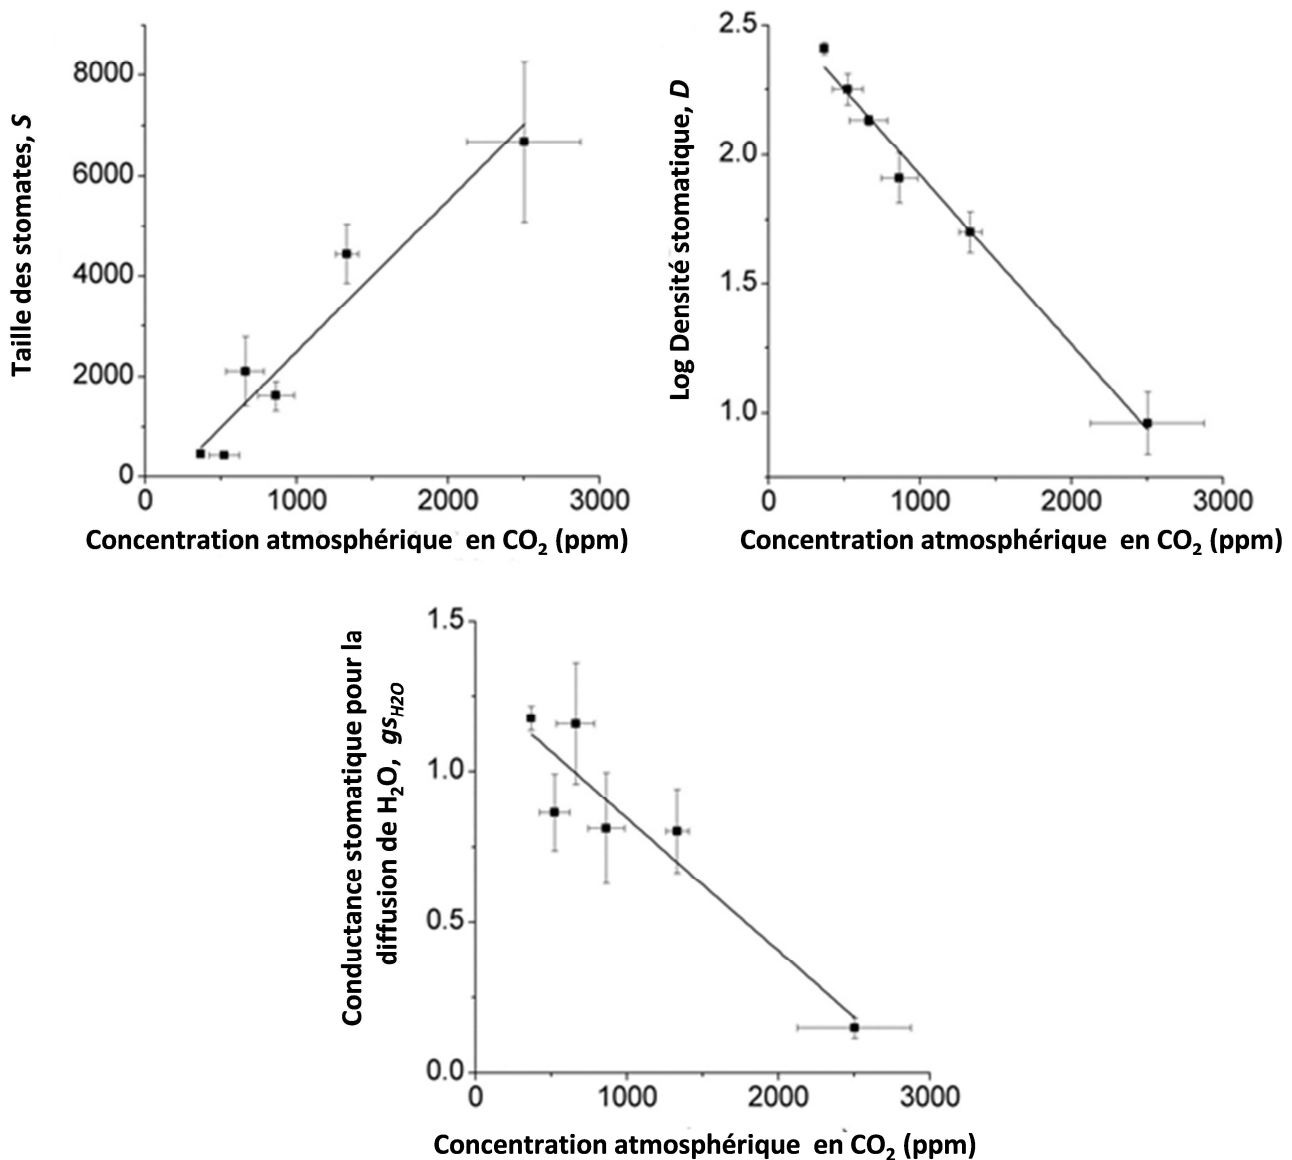 Taille des stomates, S
8000
6000
4000
2000
0
0 1000 2000 3000
Concentration atmosphérique en CO₂ (ppm)
Log Densité stomatique, D
2.5
2.0
1.5
1.0
0 1000 2000 3000
Concentration atmosphérique en CO₂ (ppm)
Conductance stomatique pour la
diffusion de H₂O, gsH2O
1.5
1.0
0.5
0.0
0 1000 2000 3000
Concentration atmosphérique en CO₂ (ppm)